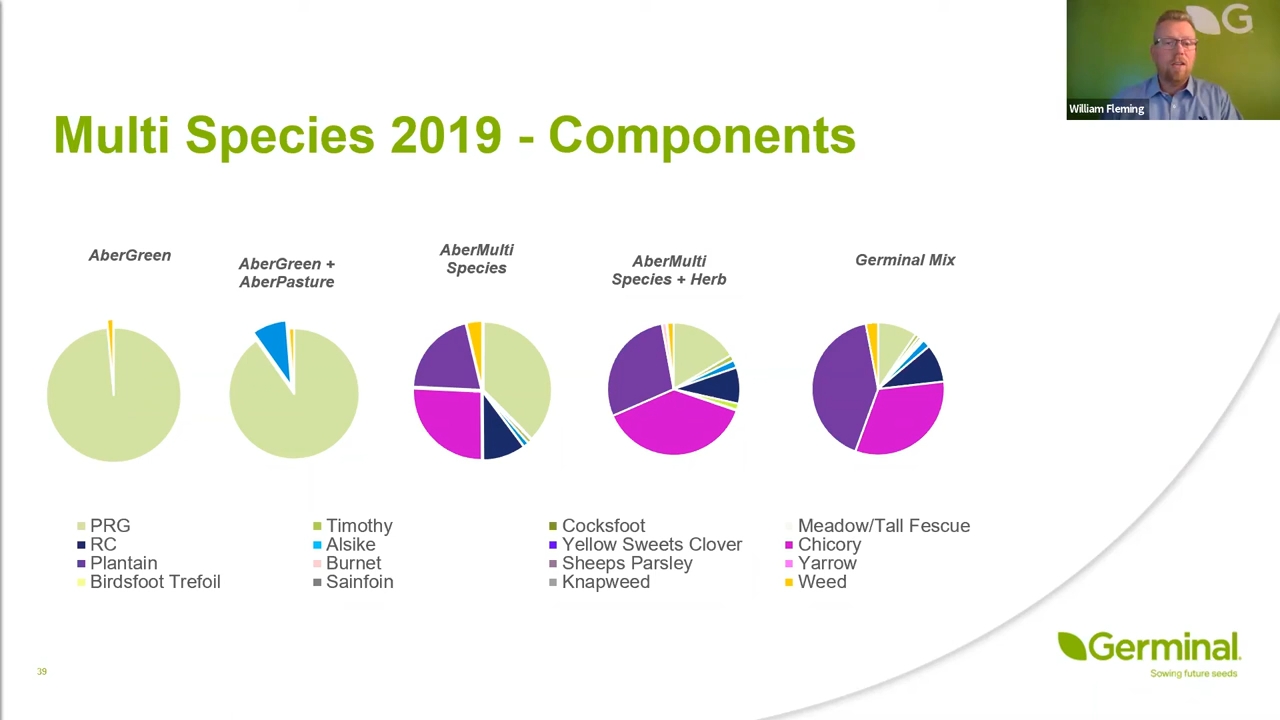 G
William Fleming
Multi Species 2019 - Components
AberGreen
AberGreen +
AberPasture
AberMulti
Species
AberMulti
Species + Herb
Germinal Mix
PRG
Timothy
Cocksfoot
Meadow/Tall Fescue
RC
Alsike
Yellow Sweets Clover
Chicory
Plantain
Burnet
Sheeps Parsley
Yarrow
Birdsfoot Trefoil
Sainfoin
Knapweed
Weed
Germinal.
Sowing future seeds
39